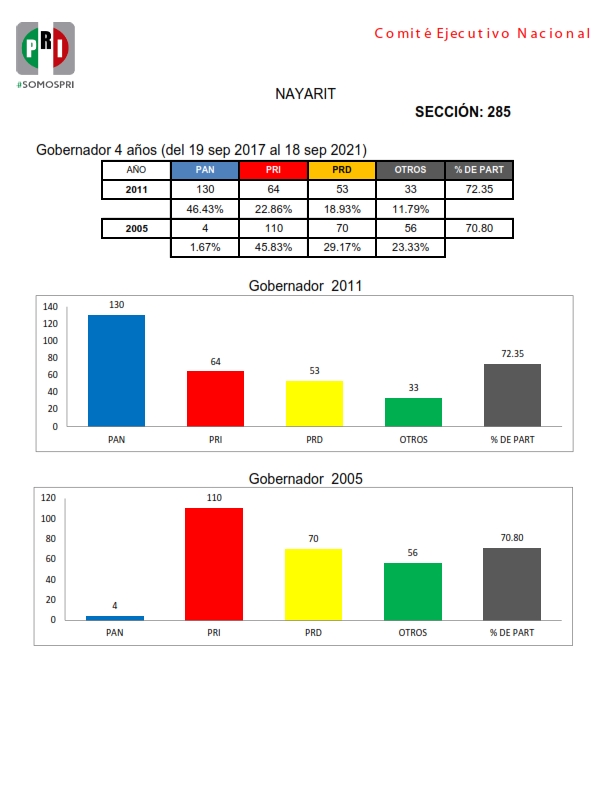 Comité Ejecutivo Nacional
PRI
#SOMOSPRI
NAYARIT
SECCIÓN: 285
Gobernador 4 años (del 19 sep 2017 al 18 sep 2021)
AÑO PAN PRI PRD OTROS % DE PART
2011 130 64 53 33 72.35
46.43% 22.86% 18.93% 11.79%
2005 4 110 70 56 70.80
1.67% 45.83% 29.17% 23.33%
Gobernador 2011
140
120
100
80
60
40
20
0
130
64
53
33
72.35
PAN PRI PRD OTROS % DE PART
Gobernador 2005
120
100
80
60
40
20
0
4
110
70
56
70.80
PAN PRI PRD OTROS % DE PART